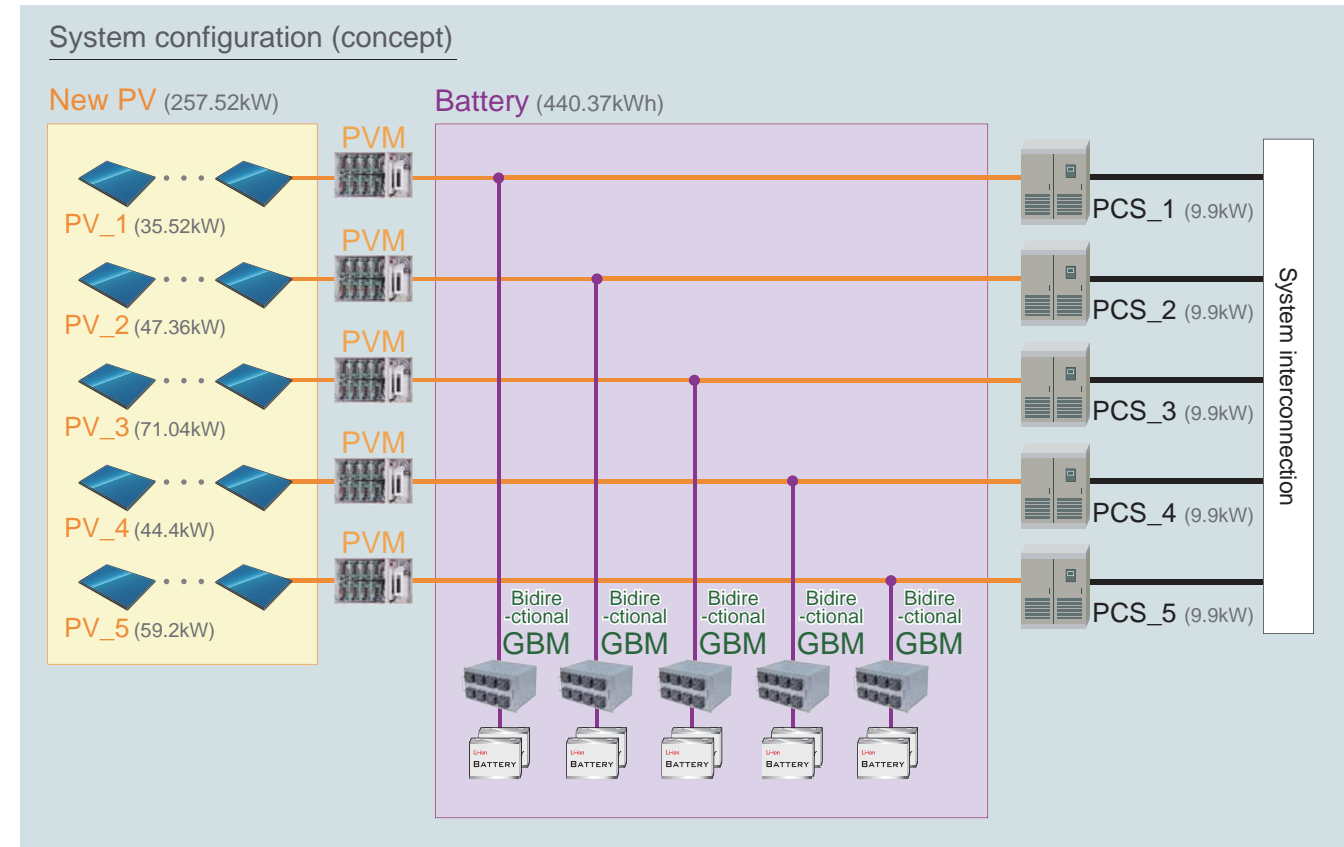 System configuration (concept)
New PV (257.52kW)
Battery (440.37kWh)
PVM
PV_1 (35.52kW)
PCS_1 (9.9kW)
PVM
PV_2 (47.36kW)
PCS_2 (9.9kW)
PVM
PV_3 (71.04kW)
PCS_3 (9.9kW)
PVM
PV_4 (44.4kW)
PCS_4 (9.9kW)
PVM
PV_5 (59.2kW)
PCS_5 (9.9kW)
System interconnection
Bidire
-ctional
GBM
Bidire
-ctional
GBM
Bidire
-ctional
GBM
Bidire
-ctional
GBM
Bidire
-ctional
GBM
Li-ion
BATTERY
Li-ion
BATTERY
Li-ion
BATTERY
Li-ion
BATTERY
Li-ion
BATTERY